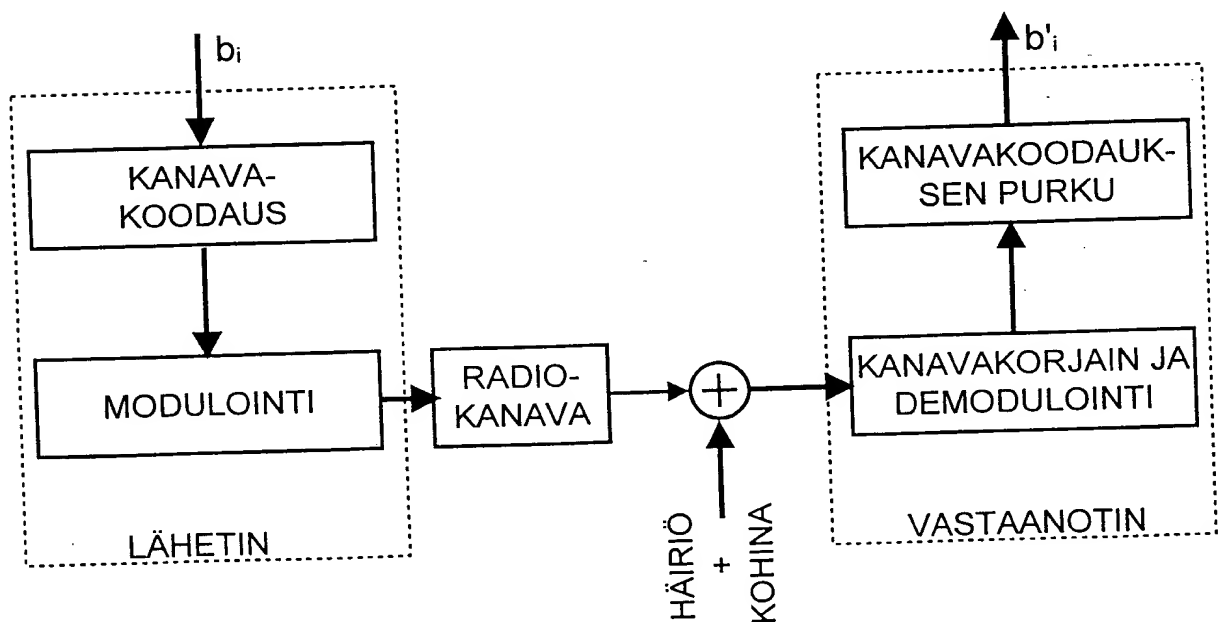 bᵢ
KANAVA-
KOODAUS
MODULOINTI
LÄHETIN
RADIO-
KANAVA
+
HÄIRIÖ
+
KOHINA
b'ᵢ
KANAVAKOODAUK-
SEN PURKU
KANAVAKORJAIN JA
DEMODULOINTI
VASTAANOTIN